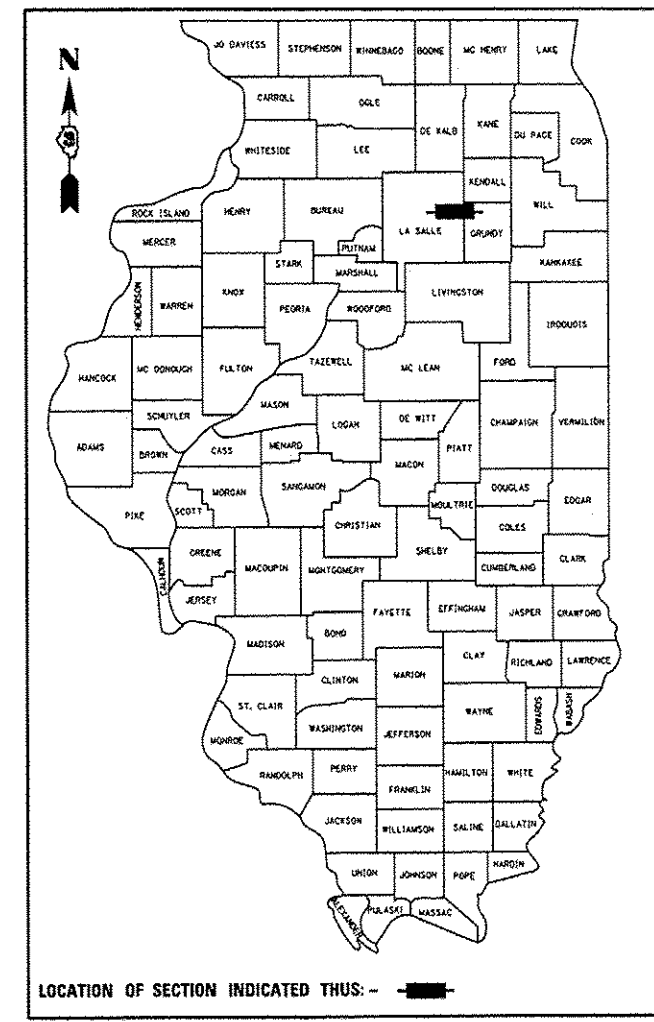 JO DAVIESS STEPHENSON WINNEBAGO BOONE MC HENRY LAKE
N
CARROLL OGLE DE KALB KANE DU PAGE COOK
WHITESIDE LEE
KENDALL WILL
ROCK ISLAND HENRY BUREAU LA SALLE GRUNDY
MERCER PUTNAM
STARK MARSHALL KANKAKEE
HENDERSON WARREN KNOX PEORIA WOODFORD LIVINGSTON IROQUOIS
HANCOCK MC DONOUGH FULTON TAZEWELL MC LEAN FORD
SCHUYLER MASON LOGAN DE WITT CHAMPAIGN VERMILION
ADAMS BROWN CASS MENARD PIATT
MACON
PIKE SCOTT MORGAN SANGAMON MOULTRIE DOUGLAS EDGAR
CHRISTIAN COLES
CALHOUN GREENE MACOUPIN MONTGOMERY SHELBY CUMBERLAND CLARK
JERSEY FAYETTE EFFINGHAM JASPER CRAWFORD
MADISON BOND
CLAY RICHLAND LAWRENCE
CLINTON MARION
ST. CLAIR WAYNE EDWARDS WABASH
WASHINGTON JEFFERSON
MONROE
RANDOLPH PERRY HAMILTON WHITE
FRANKLIN
JACKSON WILLIAMSON SALINE GALLATIN
UNION JOHNSON POPE HARDIN
ALEXANDER PULASKI MASSAC
LOCATION OF SECTION INDICATED THUS: -